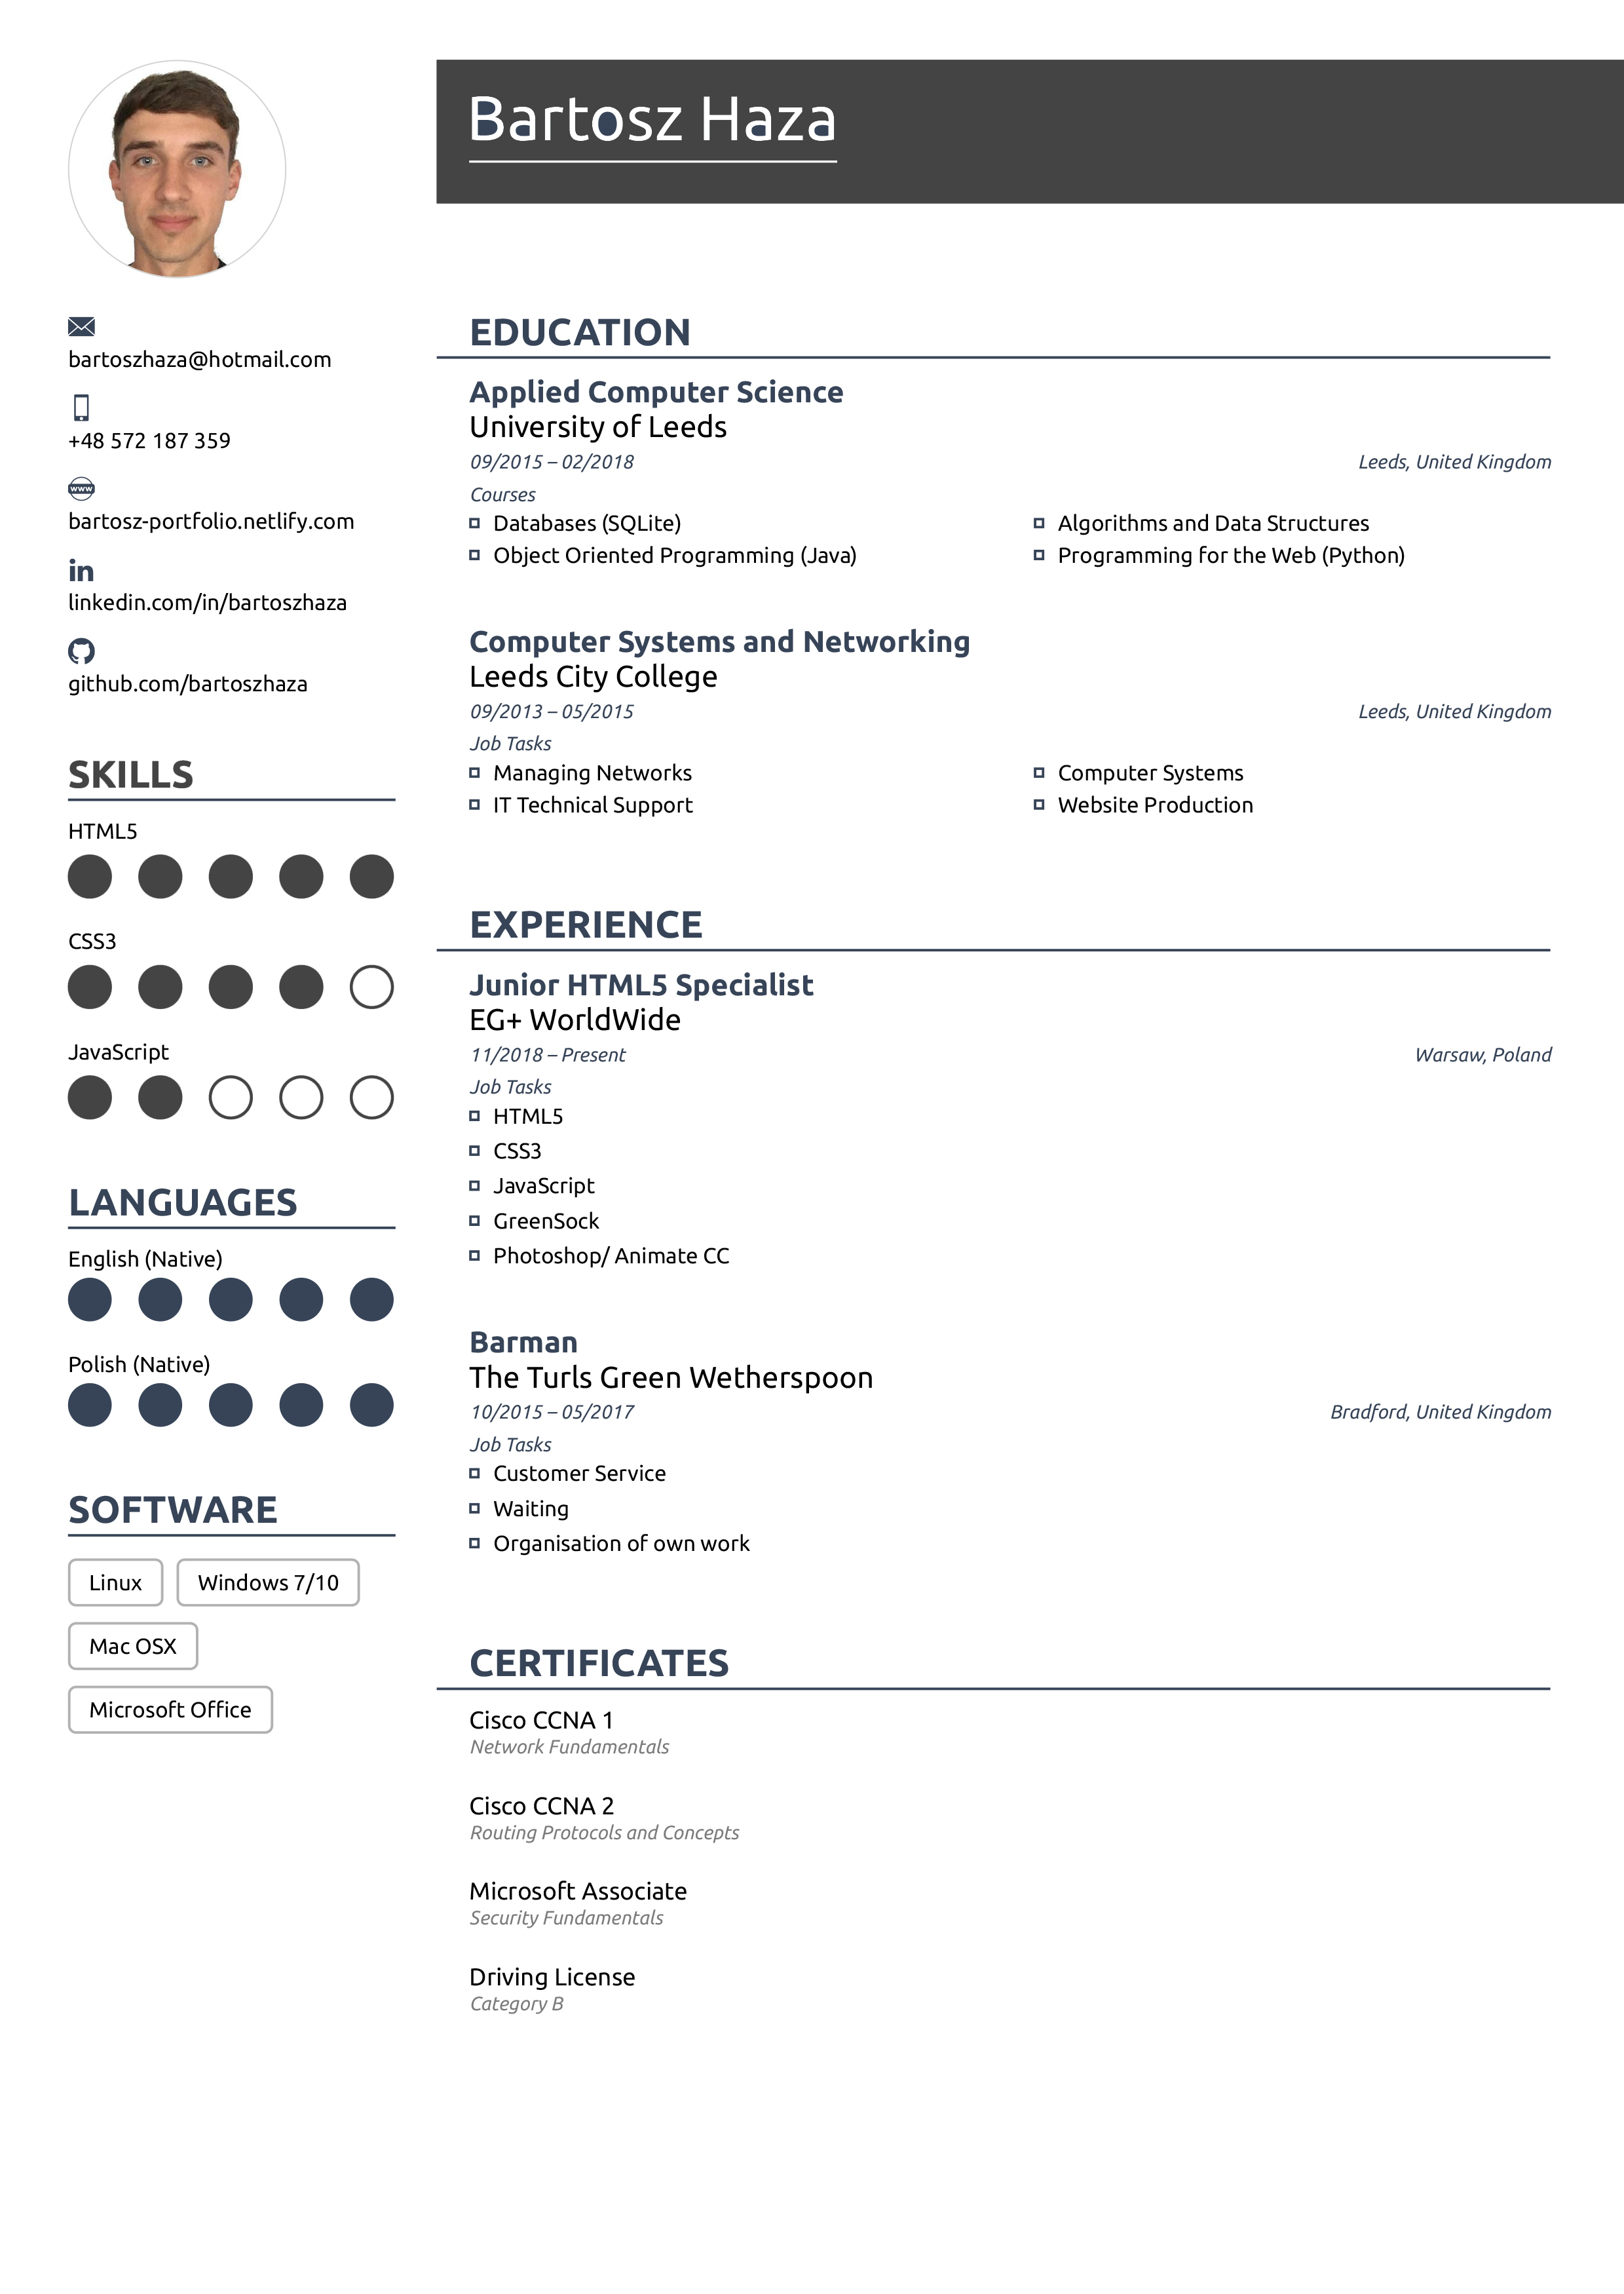 Bartosz Haza
bartoszhaza@hotmail.com
+48 572 187 359
www
bartosz-portfolio.netlify.com
in
linkedin.com/in/bartoszhaza
github.com/bartoszhaza
SKILLS
HTML5
CSS3
JavaScript
LANGUAGES
English (Native)
Polish (Native)
SOFTWARE
Linux
Windows 7/10
Mac OSX
Microsoft Office
EDUCATION
Applied Computer Science
University of Leeds
09/2015 – 02/2018
Leeds, United Kingdom
Courses
Databases (SQLite)
Algorithms and Data Structures
Object Oriented Programming (Java)
Programming for the Web (Python)
Computer Systems and Networking
Leeds City College
09/2013 – 05/2015
Leeds, United Kingdom
Job Tasks
Managing Networks
Computer Systems
IT Technical Support
Website Production
EXPERIENCE
Junior HTML5 Specialist
EG+ WorldWide
11/2018 – Present
Warsaw, Poland
Job Tasks
HTML5
CSS3
JavaScript
GreenSock
Photoshop/ Animate CC
Barman
The Turls Green Wetherspoon
10/2015 – 05/2017
Bradford, United Kingdom
Job Tasks
Customer Service
Waiting
Organisation of own work
CERTIFICATES
Cisco CCNA 1
Network Fundamentals
Cisco CCNA 2
Routing Protocols and Concepts
Microsoft Associate
Security Fundamentals
Driving License
Category B